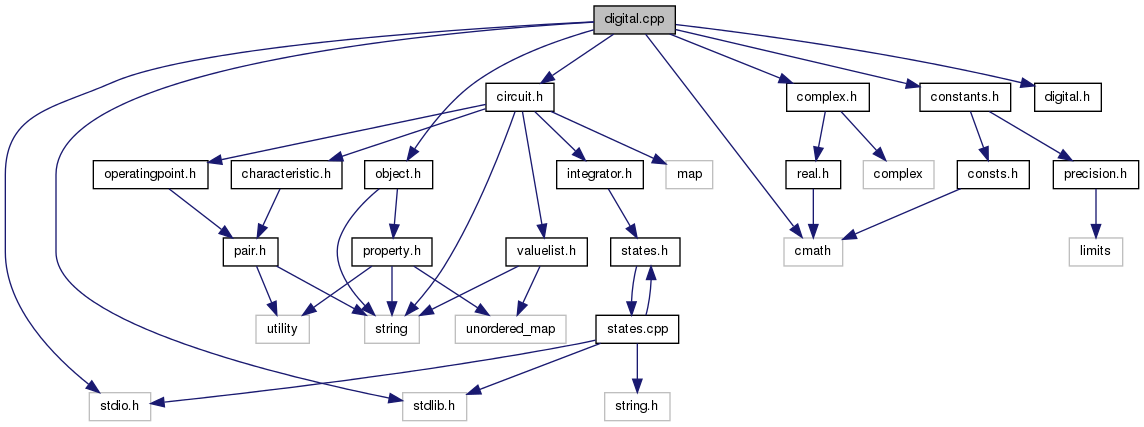 digital.cpp
circuit.h
complex.h
constants.h
digital.h
operatingpoint.h
characteristic.h
object.h
integrator.h
map
real.h
complex
consts.h
precision.h
pair.h
property.h
valuelist.h
states.h
cmath
limits
utility
string
unordered_map
states.cpp
stdio.h
stdlib.h
string.h